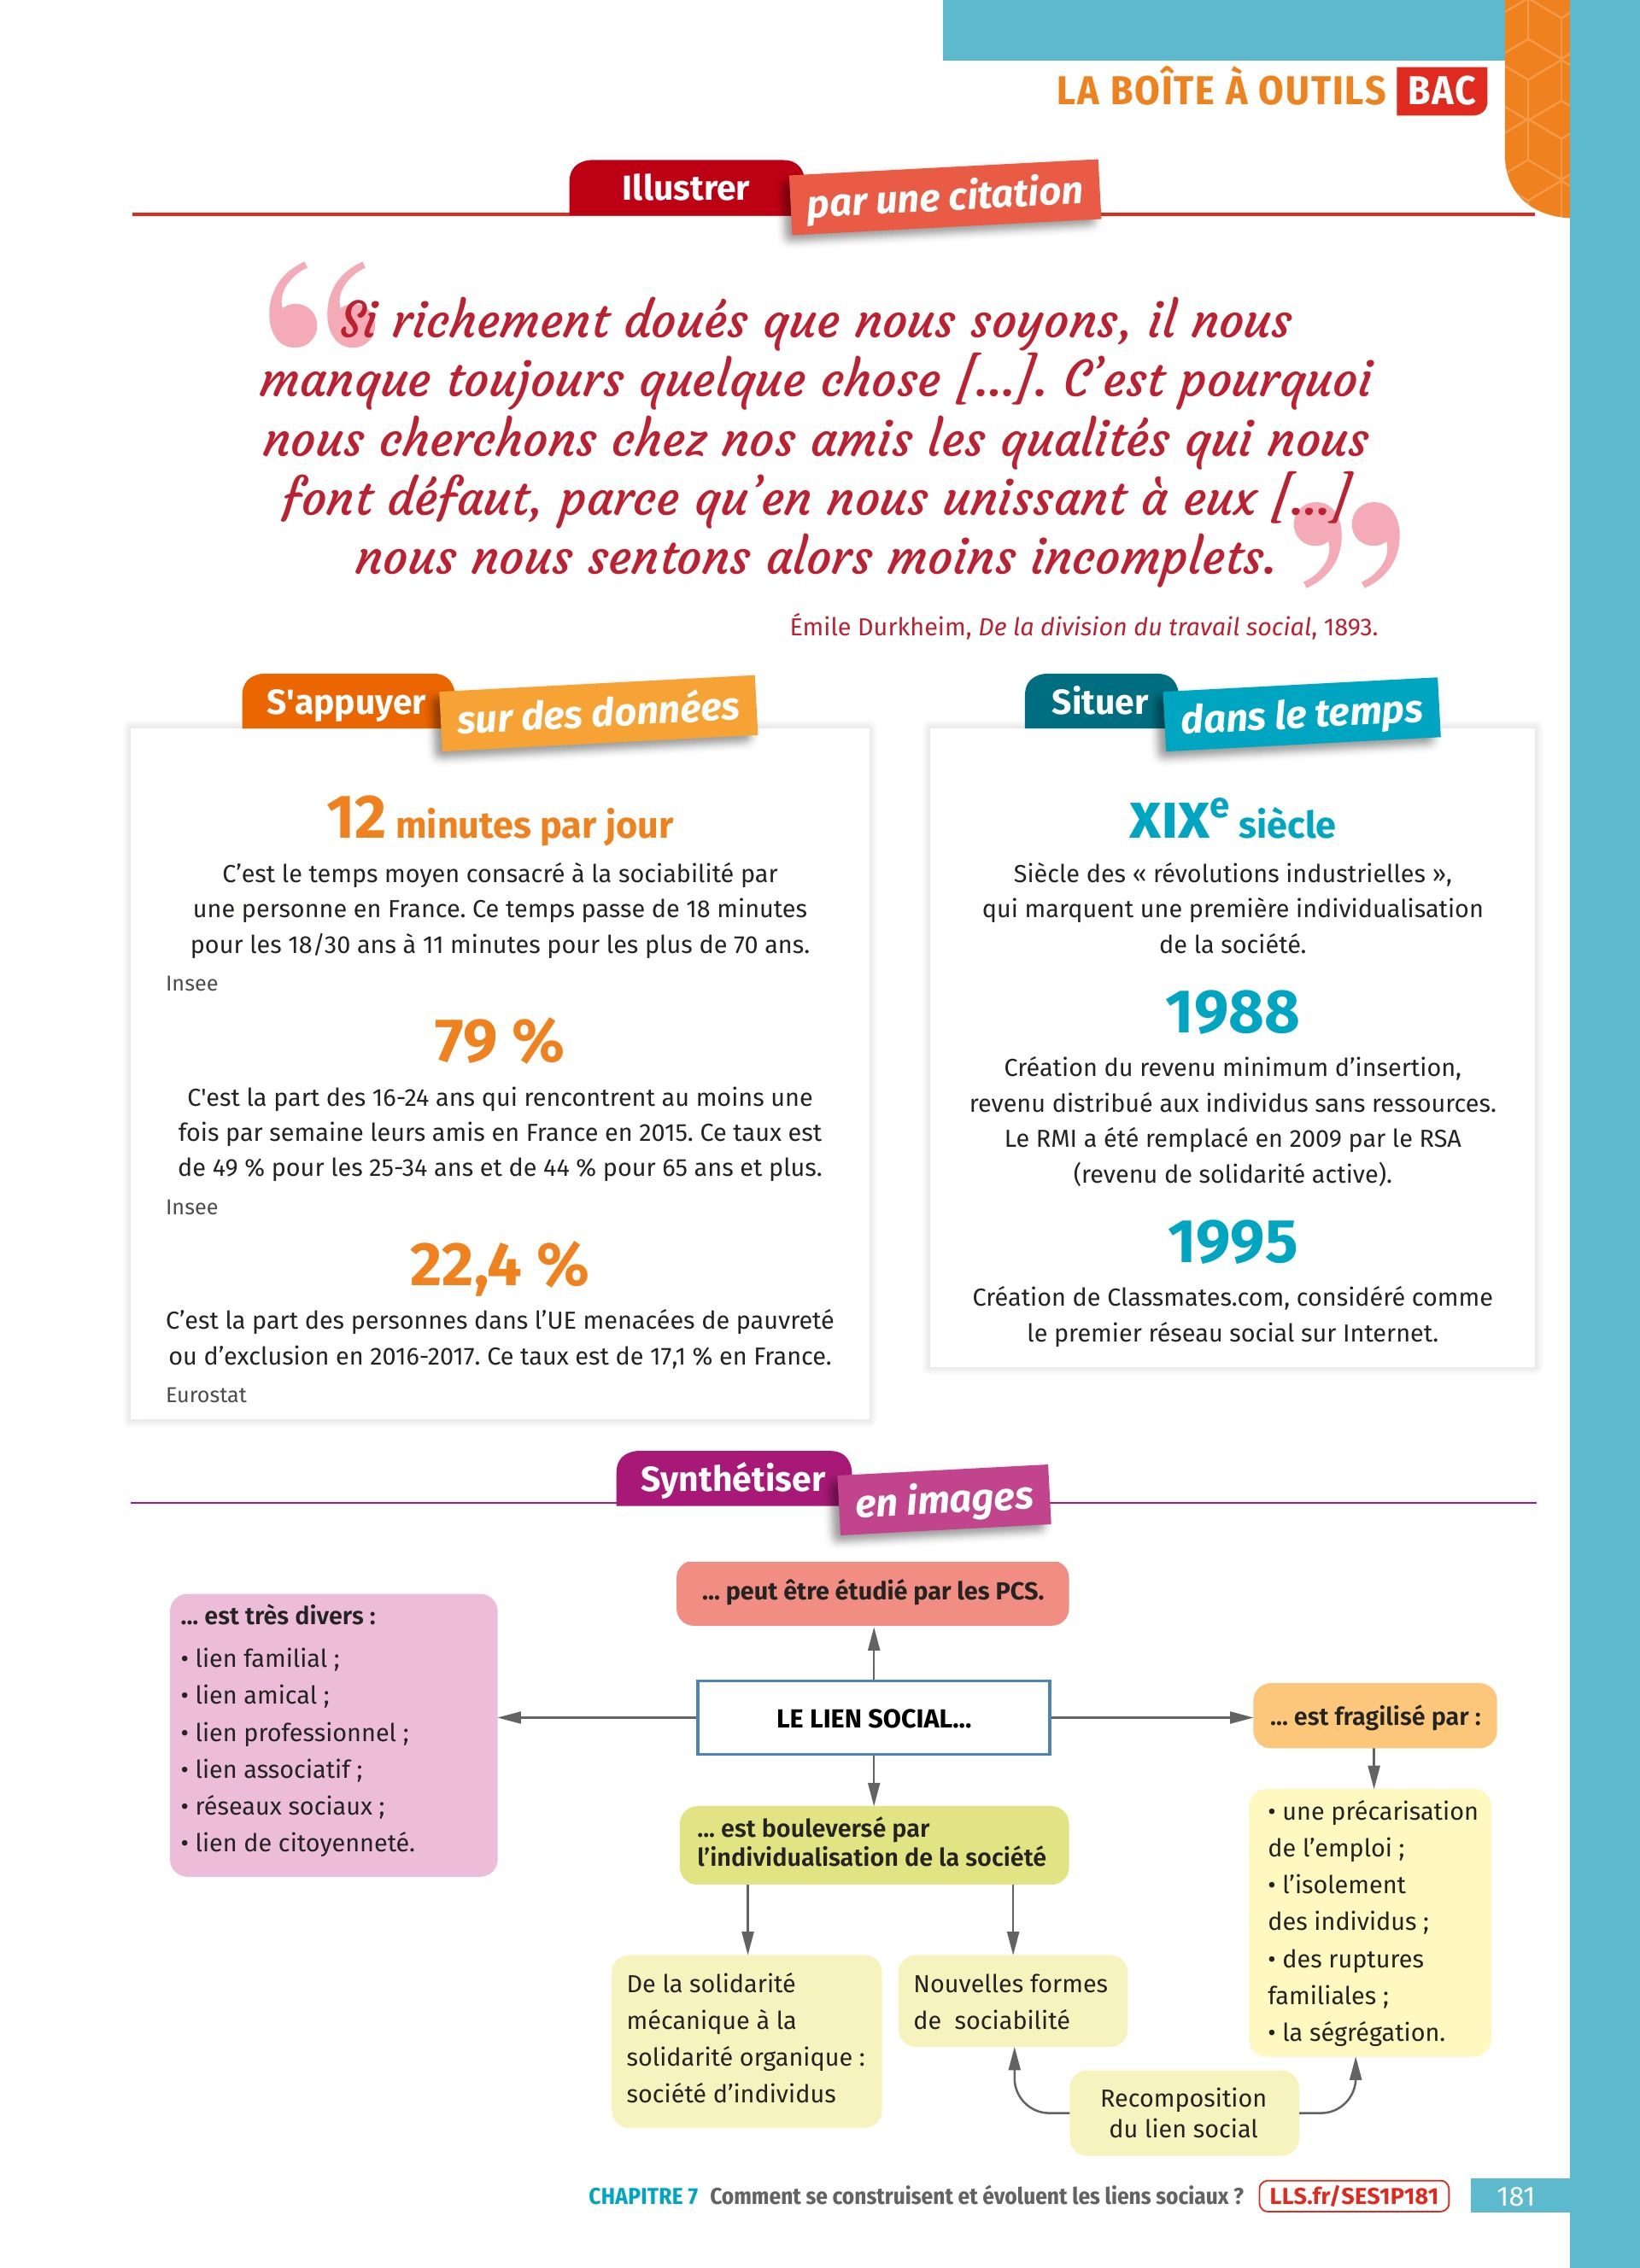 LA BOÎTE À OUTILS BAC
Illustrer par une citation
“Si richement doués que nous soyons, il nous
manque toujours quelque chose [...]. C’est pourquoi
nous cherchons chez nos amis les qualités qui nous
font défaut, parce qu’en nous unissant à eux [...]
nous nous sentons alors moins incomplets.”
Émile Durkheim, De la division du travail social, 1893.
S'appuyer sur des données
12 minutes par jour
C’est le temps moyen consacré à la sociabilité par
une personne en France. Ce temps passe de 18 minutes
pour les 18/30 ans à 11 minutes pour les plus de 70 ans.
Insee
79 %
C'est la part des 16-24 ans qui rencontrent au moins une
fois par semaine leurs amis en France en 2015. Ce taux est
de 49 % pour les 25-34 ans et de 44 % pour 65 ans et plus.
Insee
22,4 %
C’est la part des personnes dans l’UE menacées de pauvreté
ou d’exclusion en 2016-2017. Ce taux est de 17,1 % en France.
Eurostat
Situer dans le temps
XIXe siècle
Siècle des « révolutions industrielles »,
qui marquent une première individualisation
de la société.
1988
Création du revenu minimum d’insertion,
revenu distribué aux individus sans ressources.
Le RMI a été remplacé en 2009 par le RSA
(revenu de solidarité active).
1995
Création de Classmates.com, considéré comme
le premier réseau social sur Internet.
Synthétiser en images
... peut être étudié par les PCS.
... est très divers :
• lien familial ;
• lien amical ;
• lien professionnel ;
• lien associatif ;
• réseaux sociaux ;
• lien de citoyenneté.
LE LIEN SOCIAL...
... est fragilisé par :
• une précarisation
de l’emploi ;
• l’isolement
des individus ;
• des ruptures
familiales ;
• la ségrégation.
... est bouleversé par
l’individualisation de la société
De la solidarité
mécanique à la
solidarité organique :
société d’individus
Nouvelles formes
de sociabilité
Recomposition
du lien social
CHAPITRE 7 Comment se construisent et évoluent les liens sociaux ? LLS.fr/SES1P181 181